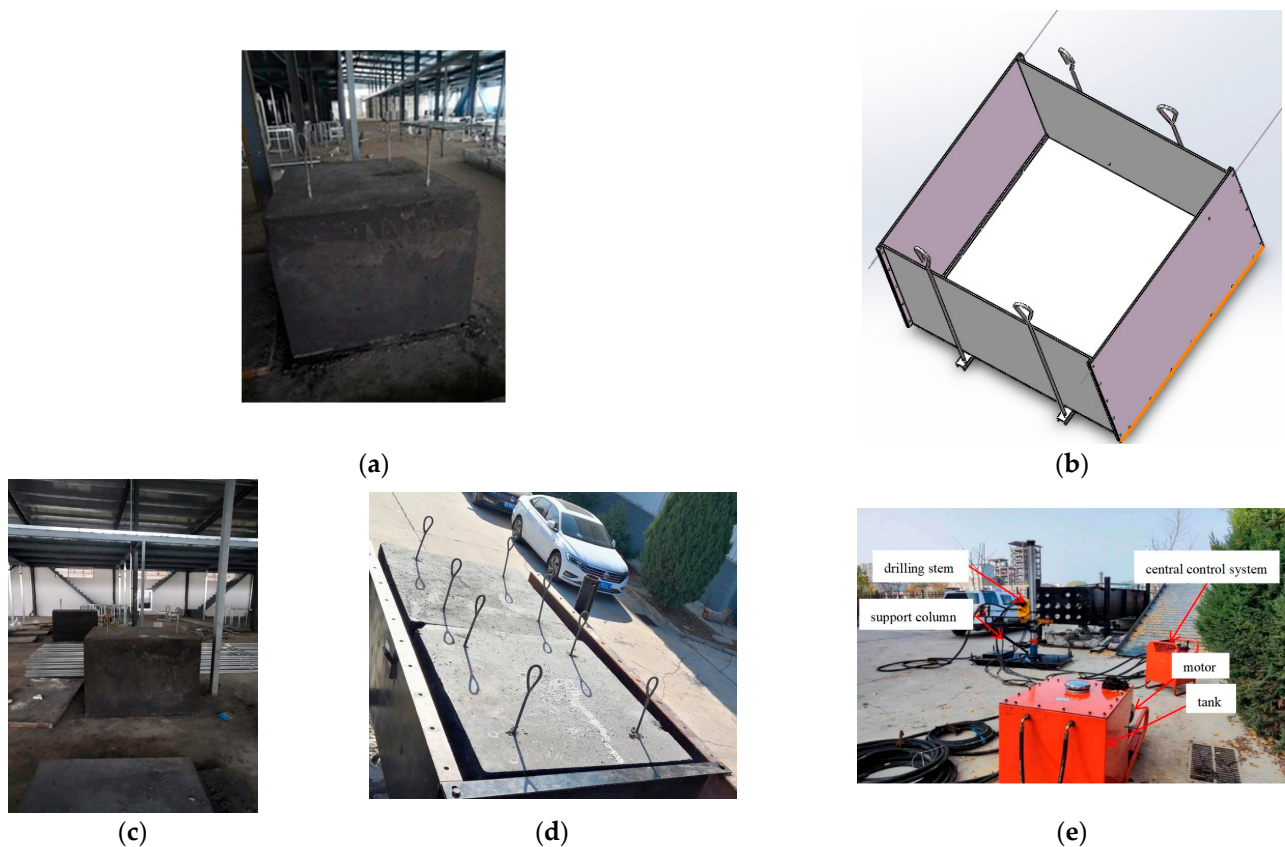 (a)
(b)
drilling stem
central control system
support column
motor
tank
(c)
(d)
(e)